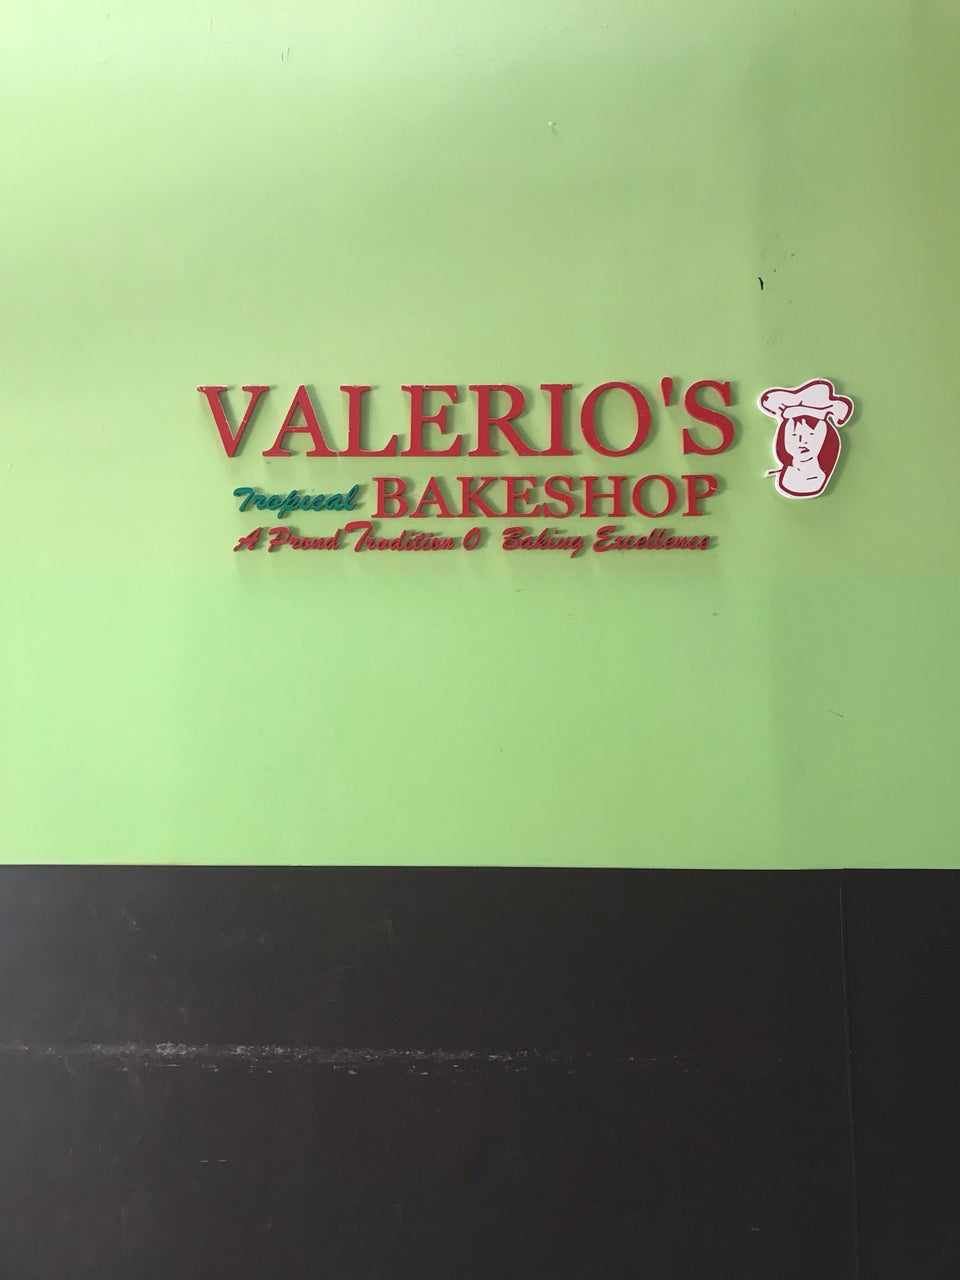 VALERIO'S
Tropical BAKESHOP
A Proud Tradition O Baking Excellence